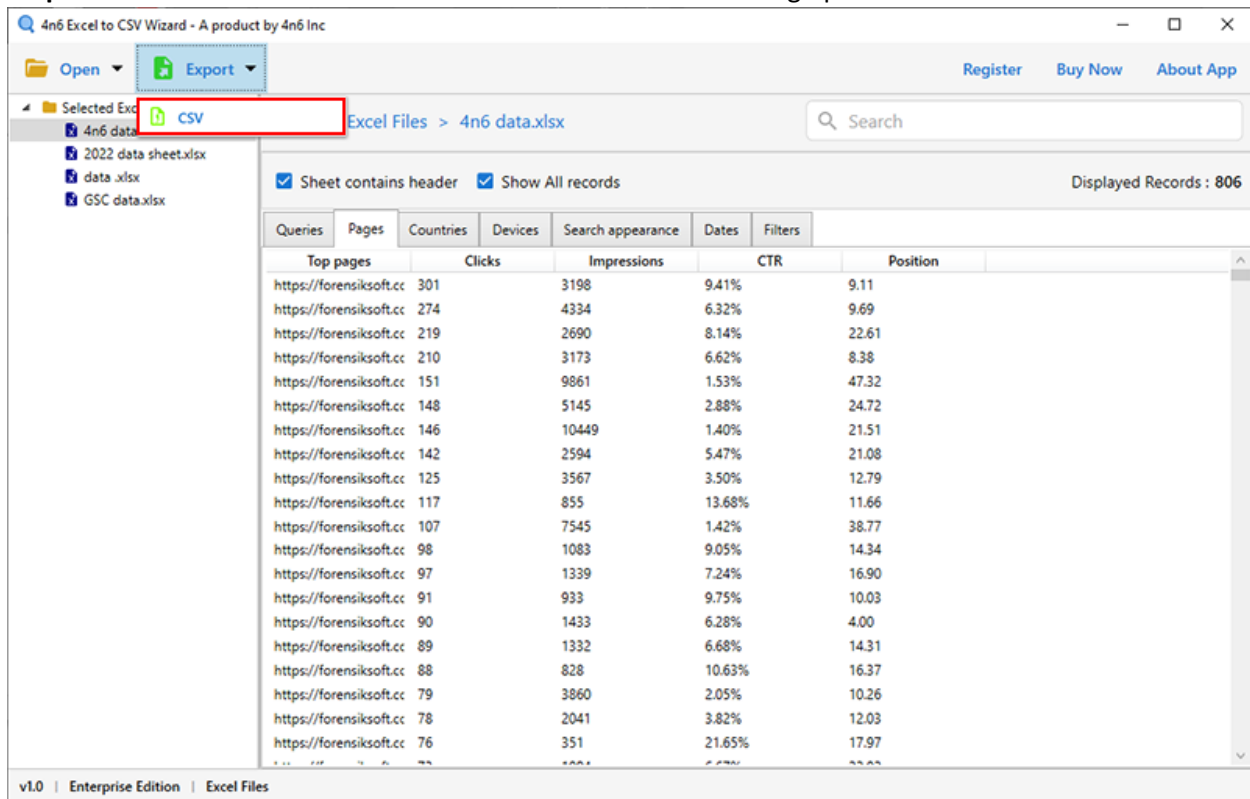 4n6 Excel to CSV Wizard - A product by 4n6 Inc
Open Export Register Buy Now About App
CSV
Selected Exc
4n6 data
2022 data sheet.xlsx
data .xlsx
GSC data.xlsx
Excel Files > 4n6 data.xlsx
Search
Sheet contains header Show All records Displayed Records : 806
Queries Pages Countries Devices Search appearance Dates Filters
Top pages Clicks Impressions CTR Position
https://forensiksoft.cc 301 3198 9.41% 9.11
https://forensiksoft.cc 274 4334 6.32% 9.69
https://forensiksoft.cc 219 2690 8.14% 22.61
https://forensiksoft.cc 210 3173 6.62% 8.38
https://forensiksoft.cc 151 9861 1.53% 47.32
https://forensiksoft.cc 148 5145 2.88% 24.72
https://forensiksoft.cc 146 10449 1.40% 21.51
https://forensiksoft.cc 142 2594 5.47% 21.08
https://forensiksoft.cc 125 3567 3.50% 12.79
https://forensiksoft.cc 117 855 13.68% 11.66
https://forensiksoft.cc 107 7545 1.42% 38.77
https://forensiksoft.cc 98 1083 9.05% 14.34
https://forensiksoft.cc 97 1339 7.24% 16.90
https://forensiksoft.cc 91 933 9.75% 10.03
https://forensiksoft.cc 90 1433 6.28% 4.00
https://forensiksoft.cc 89 1332 6.68% 14.31
https://forensiksoft.cc 88 828 10.63% 16.37
https://forensiksoft.cc 79 3860 2.05% 10.26
https://forensiksoft.cc 78 2041 3.82% 12.03
https://forensiksoft.cc 76 351 21.65% 17.97
v1.0 | Enterprise Edition | Excel Files